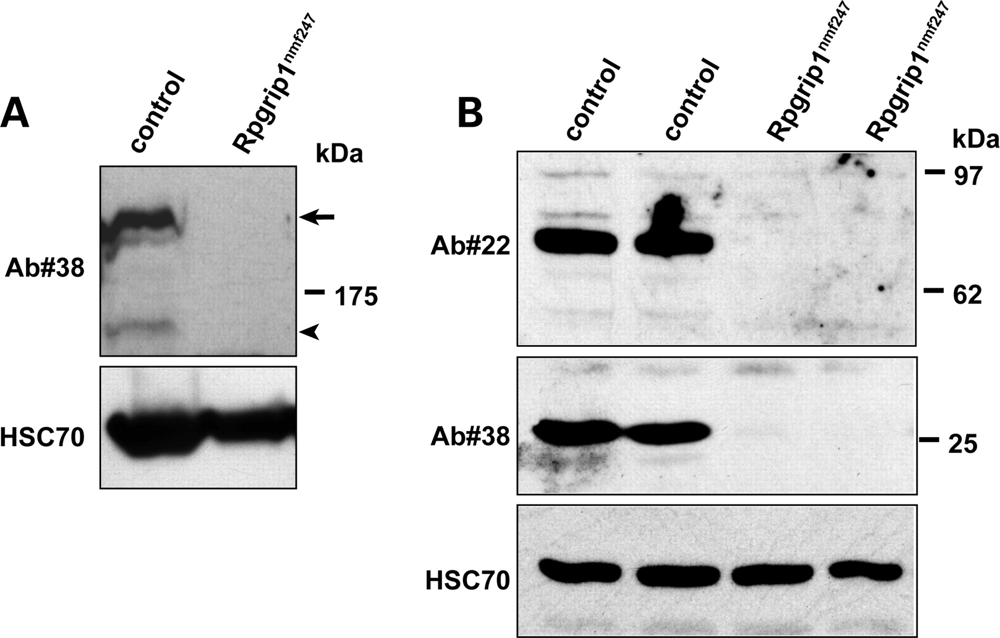 A
control
Rpgrip1nmf247
kDa
Ab#38
175
HSC70
B
control
control
Rpgrip1nmf247
Rpgrip1nmf247
kDa
97
Ab#22
62
Ab#38
25
HSC70